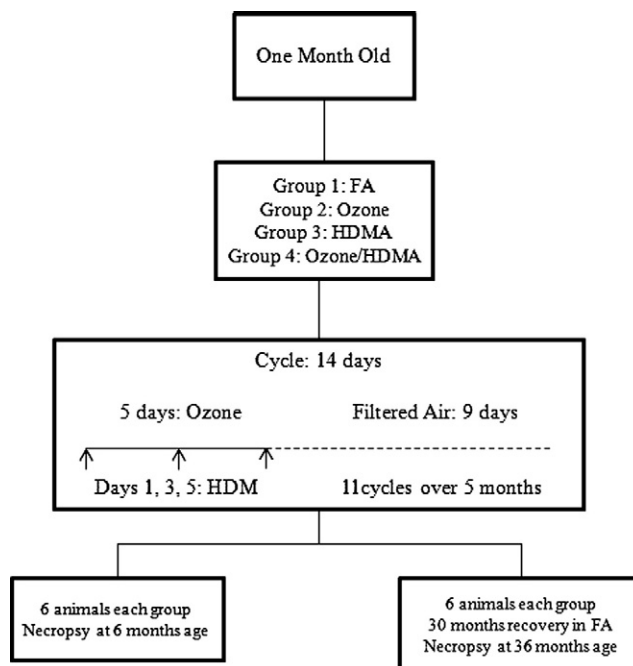 One Month Old
Group 1: FA
Group 2: Ozone
Group 3: HDMA
Group 4: Ozone/HDMA
Cycle: 14 days
5 days: Ozone
Filtered Air: 9 days
Days 1, 3, 5: HDM
11cycles over 5 months
6 animals each group
Necropsy at 6 months age
6 animals each group
30 months recovery in FA
Necropsy at 36 months age